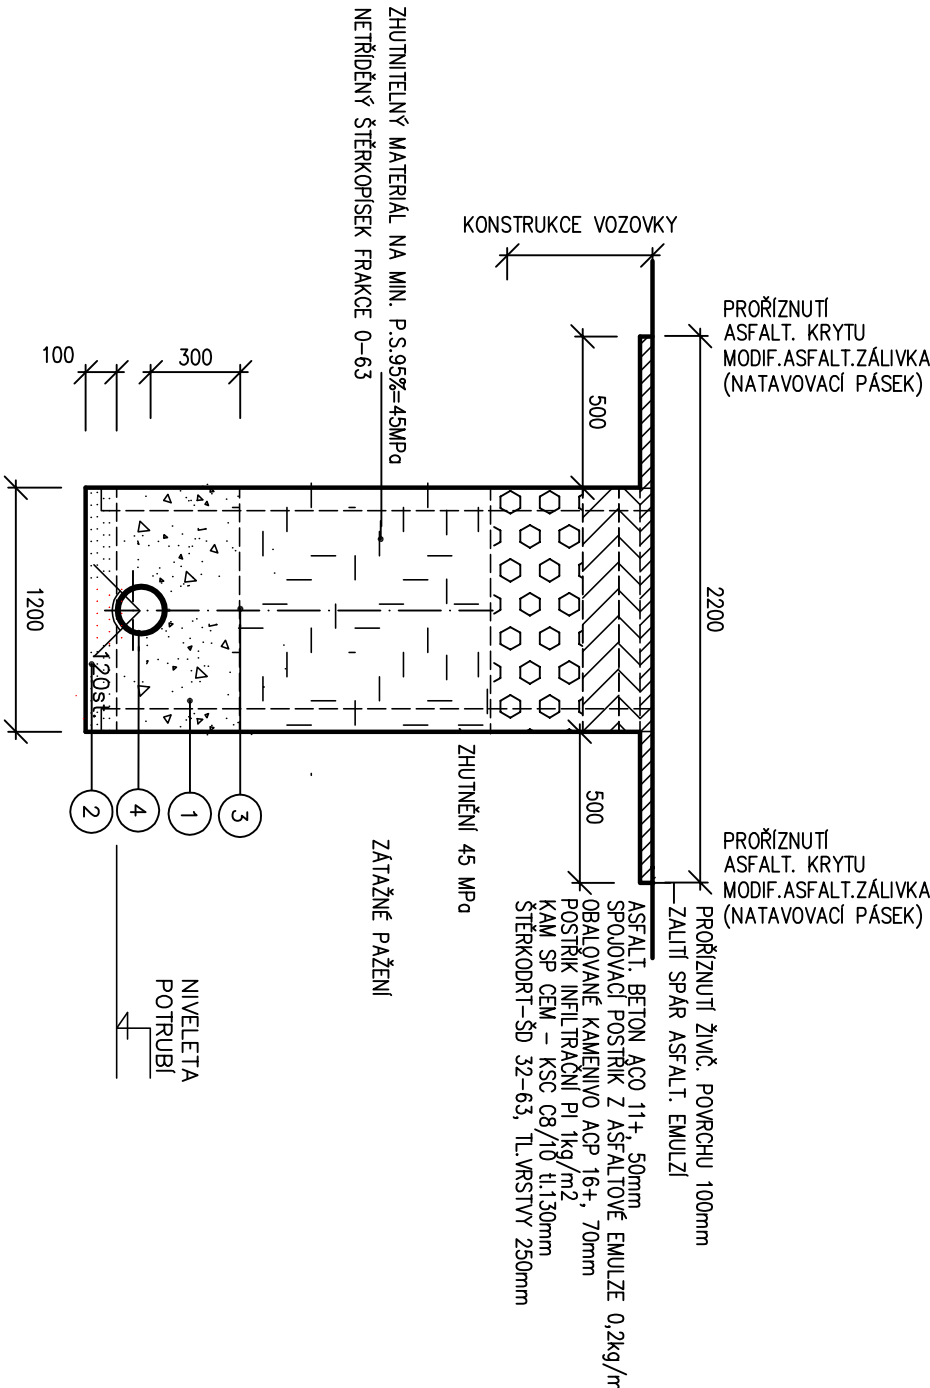 ZHUTNITELNÝ MATERIÁL NA MIN. P.S.95%=45MPa
NETŘÍDĚNÝ ŠTĚRKOPÍSEK FRAKCE 0-63
KONSTRUKCE VOZOVKY
PROŘÍZNUTÍ
ASFALT. KRYTU
MODIF.ASFALT.ZÁLIVKA
(NATAVOVACÍ PÁSEK)
100
300
500
1200
2200
120st.
500
2
4
1
3
ZHUTNĚNÍ 45 MPa
ZÁTAŽNÉ PAŽENÍ
PROŘÍZNUTÍ
ASFALT. KRYTU
MODIF.ASFALT.ZÁLIVKA
(NATAVOVACÍ PÁSEK)
PROŘÍZNUTÍ ŽIVIČ. POVRCHU 100mm
ZALITÍ SPÁR ASFALT. EMULZÍ
ASFALT. BETON ACO 11+, 50mm
SPOJOVACÍ POSTŘIK Z ASFALTOVÉ EMULZE 0,2kg/m
OBALOVANÉ KAMENIVO ACP 16+, 70mm
POSTŘIK INFILTRAČNÍ PI 1kg/m2
KAM SP CEM - KSC C8/10 tl.130mm
ŠTĚRKODRT-ŠD 32-63, TL.VRSTVY 250mm
NIVELETA
POTRUBÍ